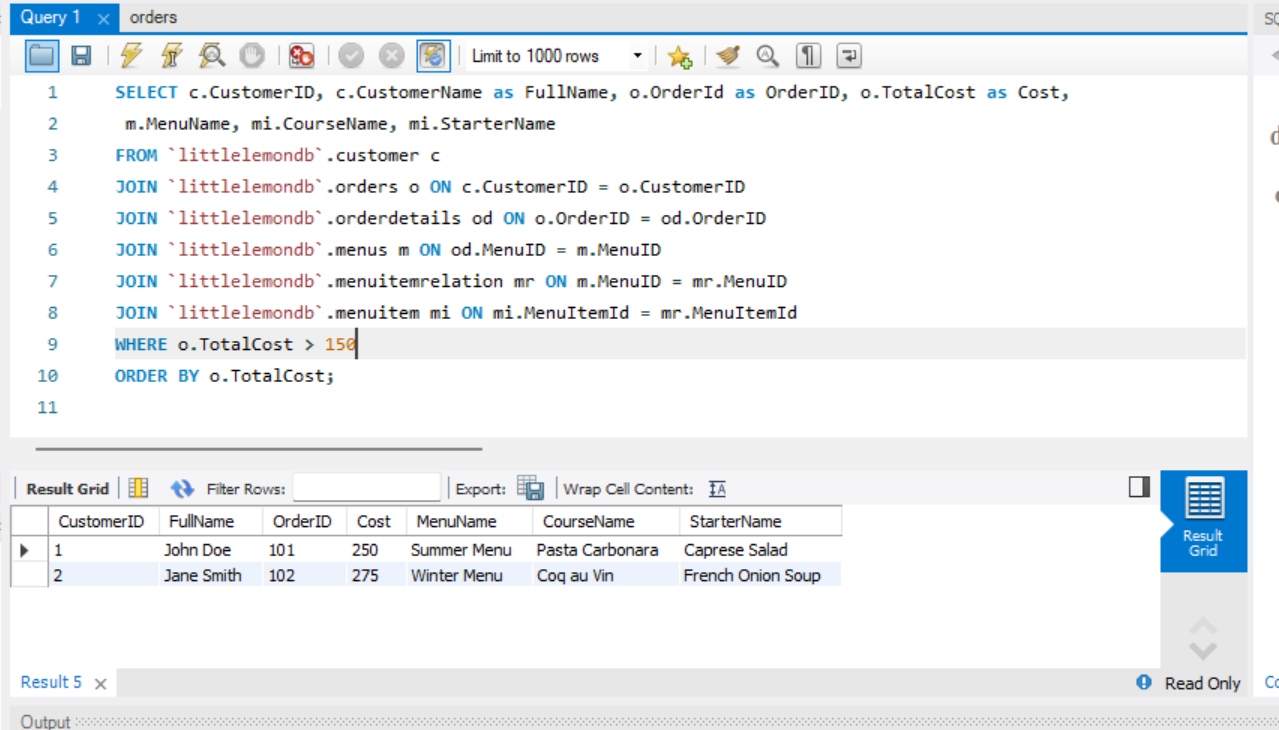 Query 1 × orders
SQ
Limit to 1000 rows
1 SELECT c.CustomerID, c.CustomerName as FullName, o.OrderId as OrderID, o.TotalCost as Cost,
2 m.MenuName, mi.CourseName, mi.StarterName
3 FROM `littlelemondb`.customer c
4 JOIN `littlelemondb`.orders o ON c.CustomerID = o.CustomerID
5 JOIN `littlelemondb`.orderdetails od ON o.OrderID = od.OrderID
6 JOIN `littlelemondb`.menus m ON od.MenuID = m.MenuID
7 JOIN `littlelemondb`.menuitemrelation mr ON m.MenuID = mr.MenuID
8 JOIN `littlelemondb`.menuitem mi ON mi.MenuItemId = mr.MenuItemId
9 WHERE o.TotalCost > 150
10 ORDER BY o.TotalCost;
11
Result Grid Filter Rows: Export: Wrap Cell Content: IA
CustomerID FullName OrderID Cost MenuName CourseName StarterName
1 John Doe 101 250 Summer Menu Pasta Carbonara Caprese Salad
2 Jane Smith 102 275 Winter Menu Coq au Vin French Onion Soup
Result
Grid
Result 5 × Read Only
Output